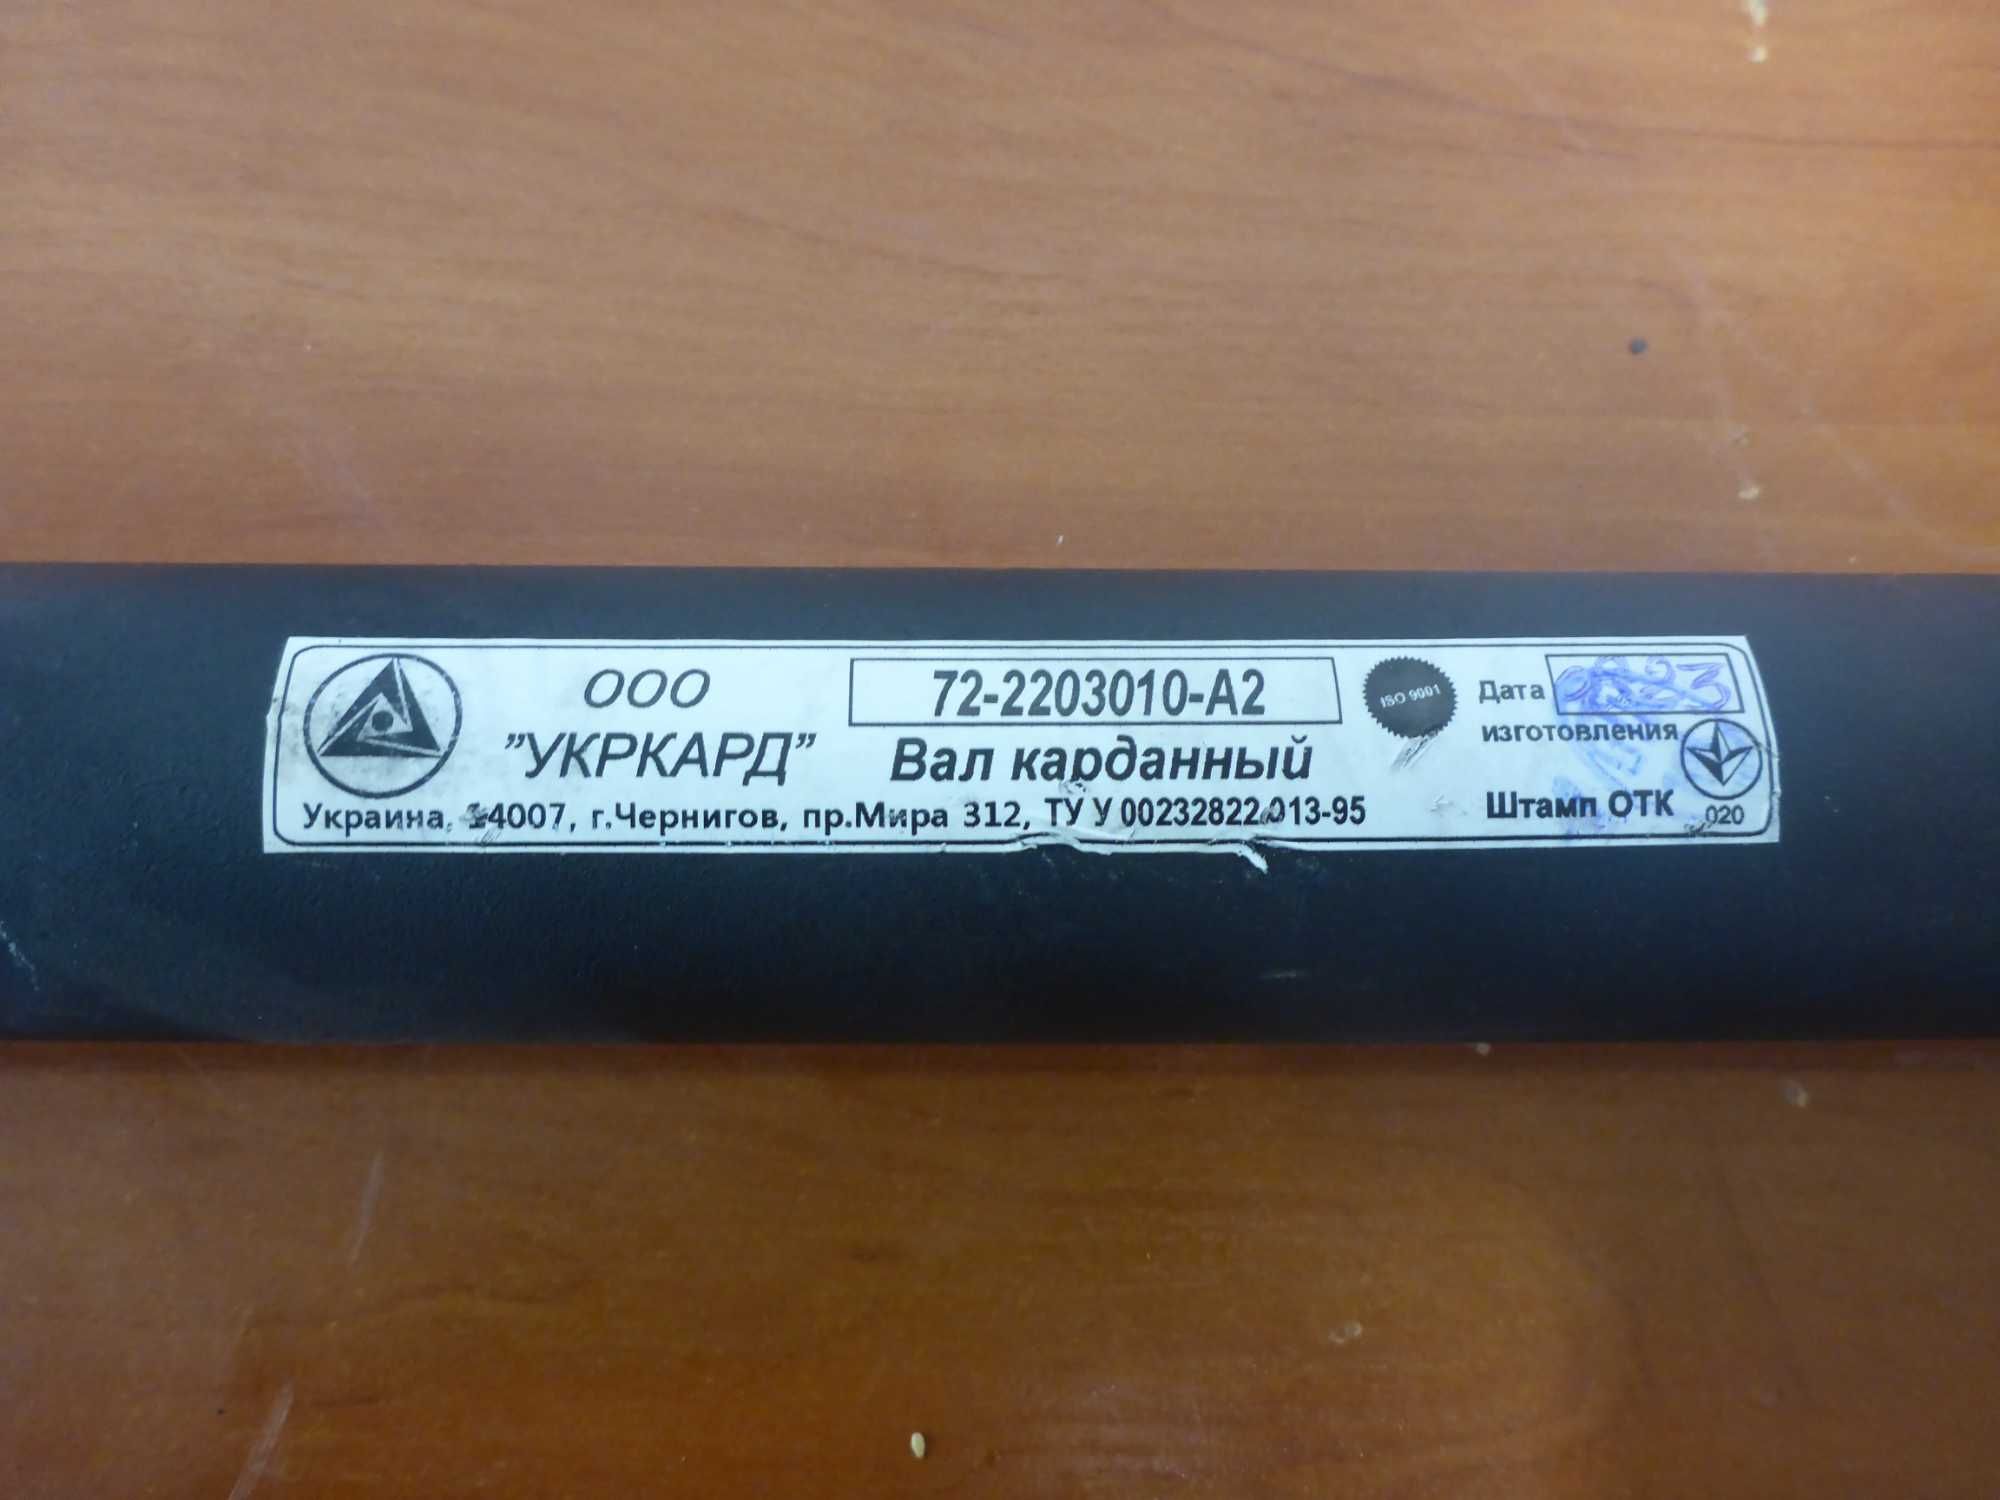 ООО
"УКРКАРД"
72-2203010-А2
Вал карданный
ISO 9001
Дата
изготовления
Штамп ОТК
020
Украина, 14007, г.Чернигов, пр.Мира 312, ТУ У 00232822.013-95